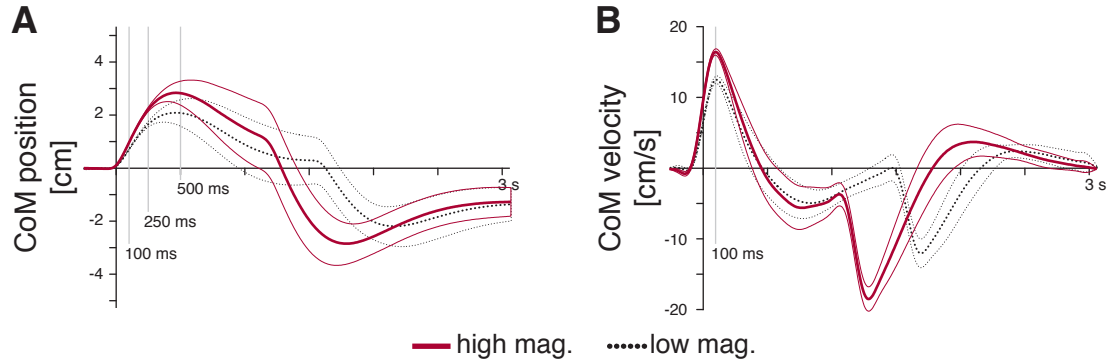 A
CoM position
[cm]
4
2
-2
-4
500 ms
250 ms
100 ms
3 s
B
CoM velocity
[cm/s]
20
10
0
-10
-20
100 ms
3 s
high mag.
low mag.